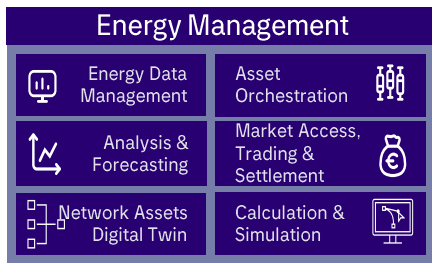 Energy Management
Energy Data
Management
Asset
Orchestration
Analysis &
Forecasting
Market Access,
Trading &
Settlement
Network Assets
Digital Twin
Calculation &
Simulation
€